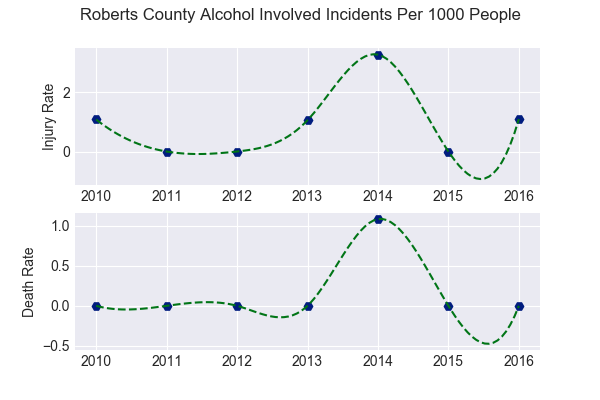 Roberts County Alcohol Involved Incidents Per 1000 People
Injury Rate
2
0
2010 2011 2012 2013 2014 2015 2016
Death Rate
1.0
0.5
0.0
−0.5
2010 2011 2012 2013 2014 2015 2016